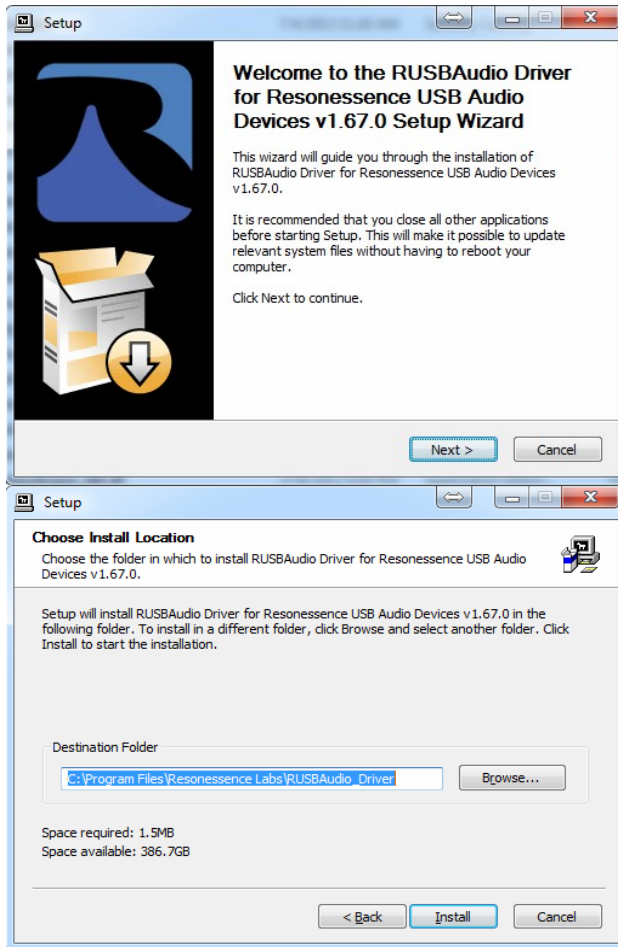 Setup
Welcome to the RUSBAudio Driver
for Resonessence USB Audio
Devices v1.67.0 Setup Wizard
This wizard will guide you through the installation of
RUSBAudio Driver for Resonessence USB Audio Devices
v1.67.0.
It is recommended that you close all other applications
before starting Setup. This will make it possible to update
relevant system files without having to reboot your
computer.
Click Next to continue.
Next >
Cancel
Setup
Choose Install Location
Choose the folder in which to install RUSBAudio Driver for Resonessence USB Audio
Devices v1.67.0.
Setup will install RUSBAudio Driver for Resonessence USB Audio Devices v1.67.0 in the
following folder. To install in a different folder, click Browse and select another folder. Click
Install to start the installation.
Destination Folder
C:\Program Files\Resonessence Labs\RUSBAudio_Driver
Browse...
Space required: 1.5MB
Space available: 386.7GB
< Back
Install
Cancel